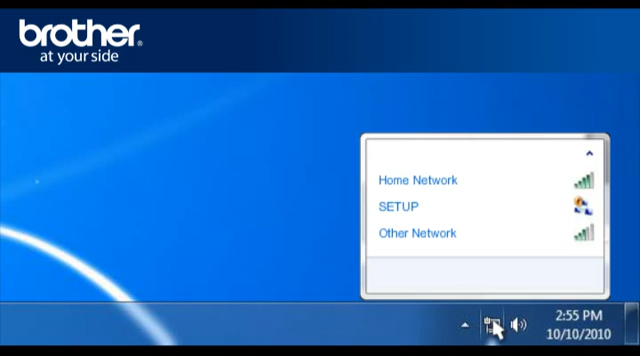 brother
at your side
Home Network
SETUP
Other Network
2:55 PM
10/10/2010